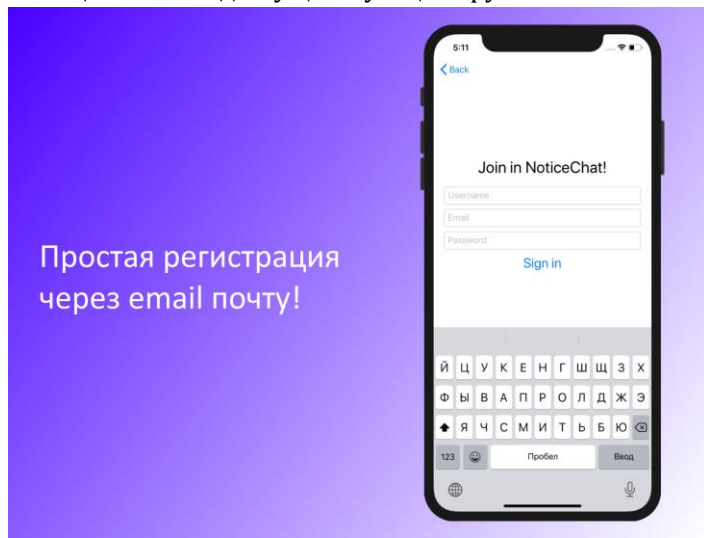 Простая регистрация
через email почту!
5:11
Back
Join in NoticeChat!
Username
Email
Password
Sign in
Й Ц У К Е Н Г Ш Щ З Х
Ф Ы В А П Р О Л Д Ж Э
Я Ч С М И Т Ь Б Ю
123 Пробел Ввод